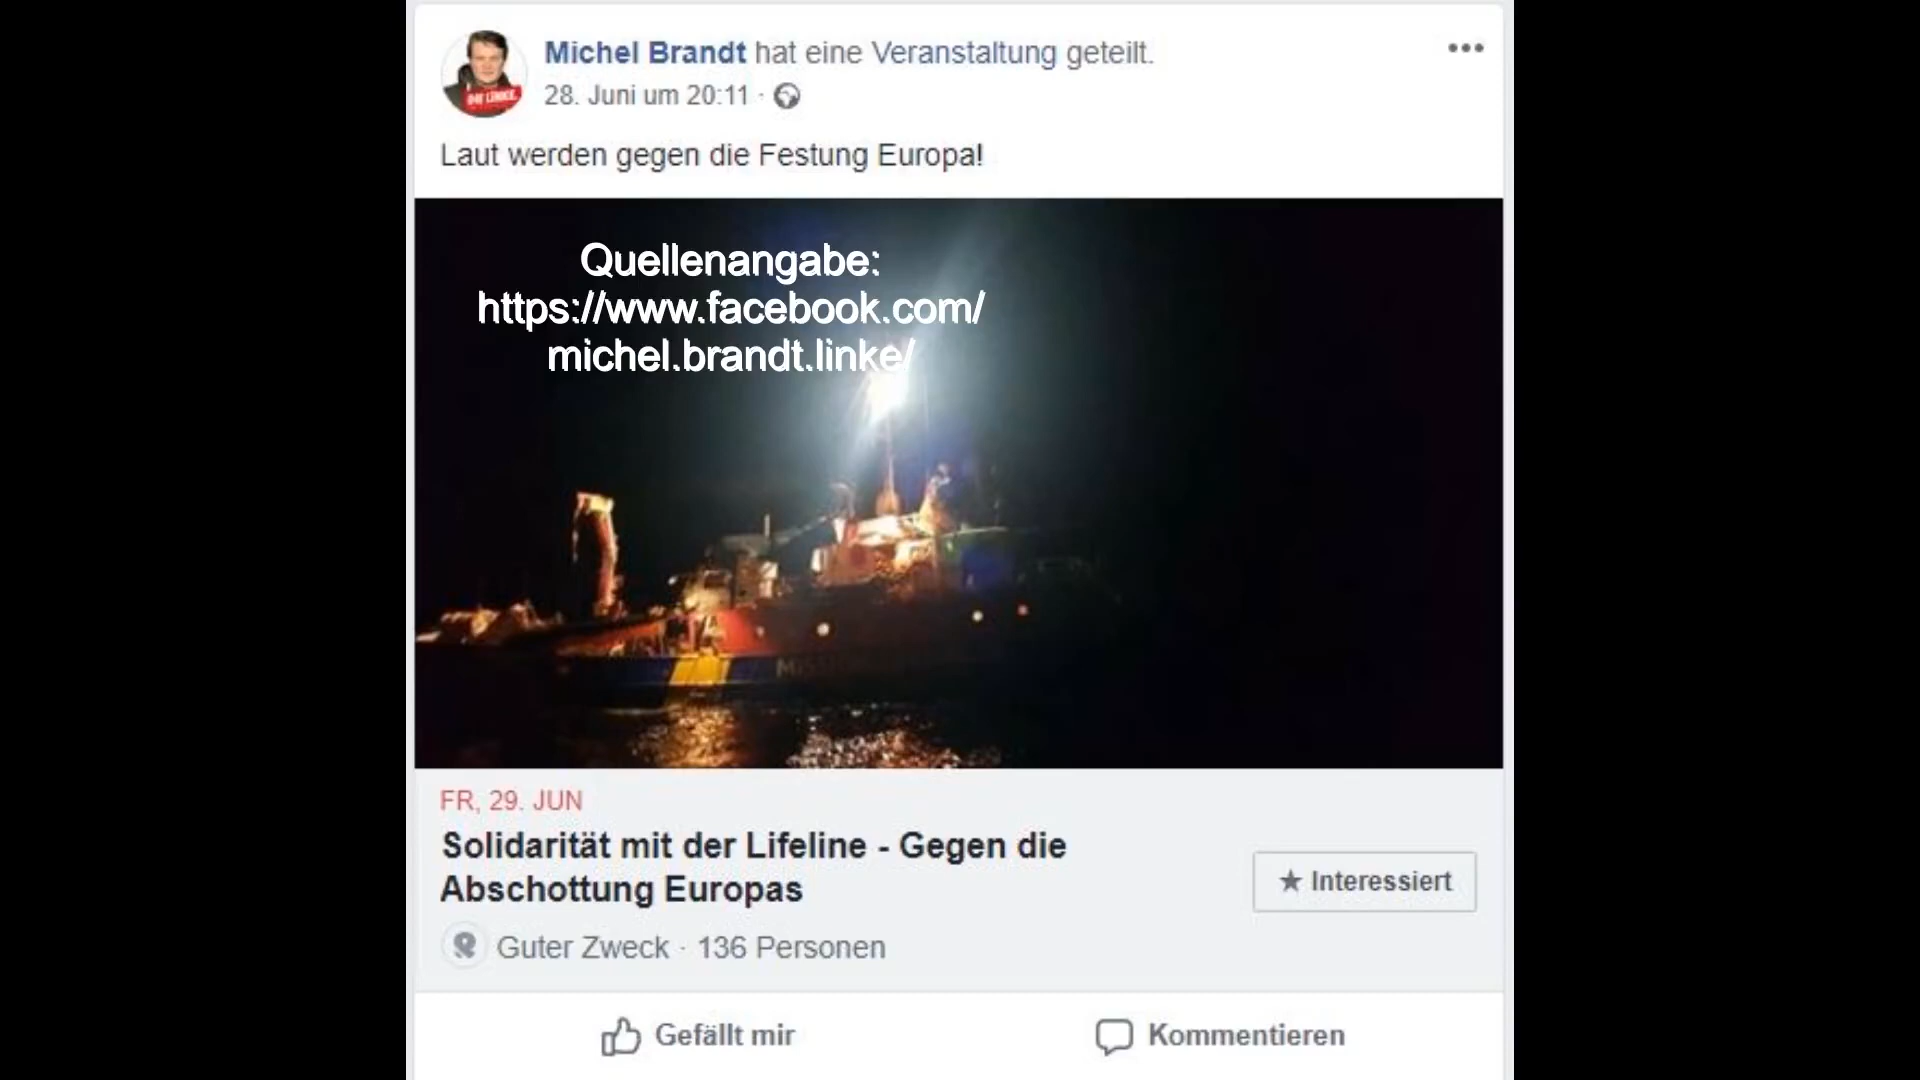 Michel Brandt hat eine Veranstaltung geteilt.
28. Juni um 20:11 ·
DIE LINKE.
Laut werden gegen die Festung Europa!
Quellenangabe:
https://www.facebook.com/
michel.brandt.linke/
FR, 29. JUN
Solidarität mit der Lifeline - Gegen die
Abschottung Europas
★ Interessiert
Guter Zweck · 136 Personen
Gefällt mir
Kommentieren